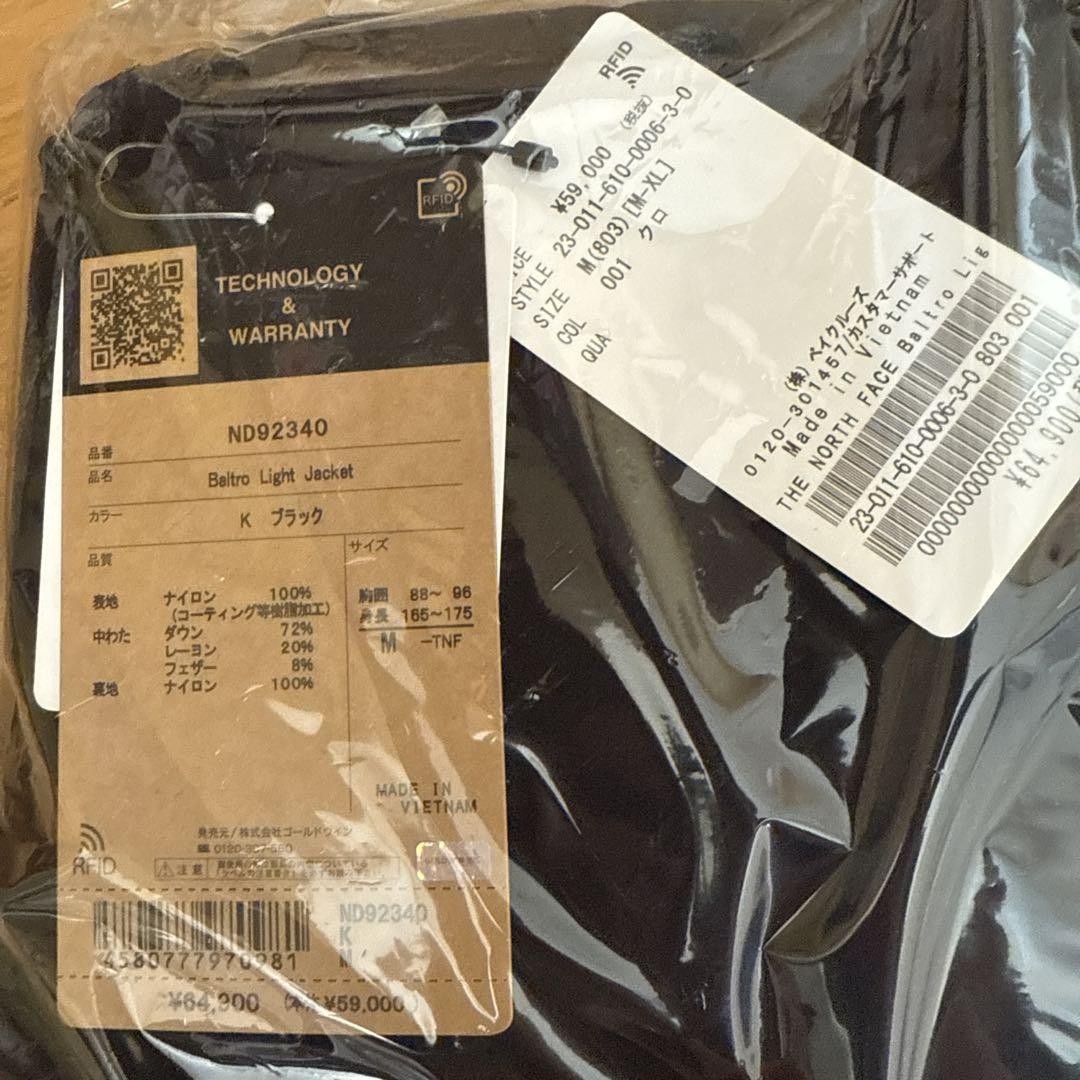 RFID
TECHNOLOGY
&
WARRANTY
品番 ND92340
品名 Baltro Light Jacket
カラー K ブラック
品質
サイズ
表地 ナイロン 100%
(コーティング等樹脂加工)
中わた ダウン 72%
レーヨン 20%
フェザー 8%
裏地 ナイロン 100%
胸囲 88~ 96
身長 165~175
M -TNF
MADE IN
VIETNAM
発売元/株式会社ゴールドウイン
0120-307-560
RFID
注意
ND92340
K
M
¥64,900 (本体¥59,000)
RFID
¥59,000 (税抜)
STYLE 23-011-610-0006-3-0
SIZE M(803)[M-XL]
COL 001 クロ
QUA
(株)ベイクルーズ
0120-301457/カスタマーサポート
Made in Vietnam
THE NORTH FACE Baltro Lig
23-011-610-0006-3-0 803 001
¥64,900